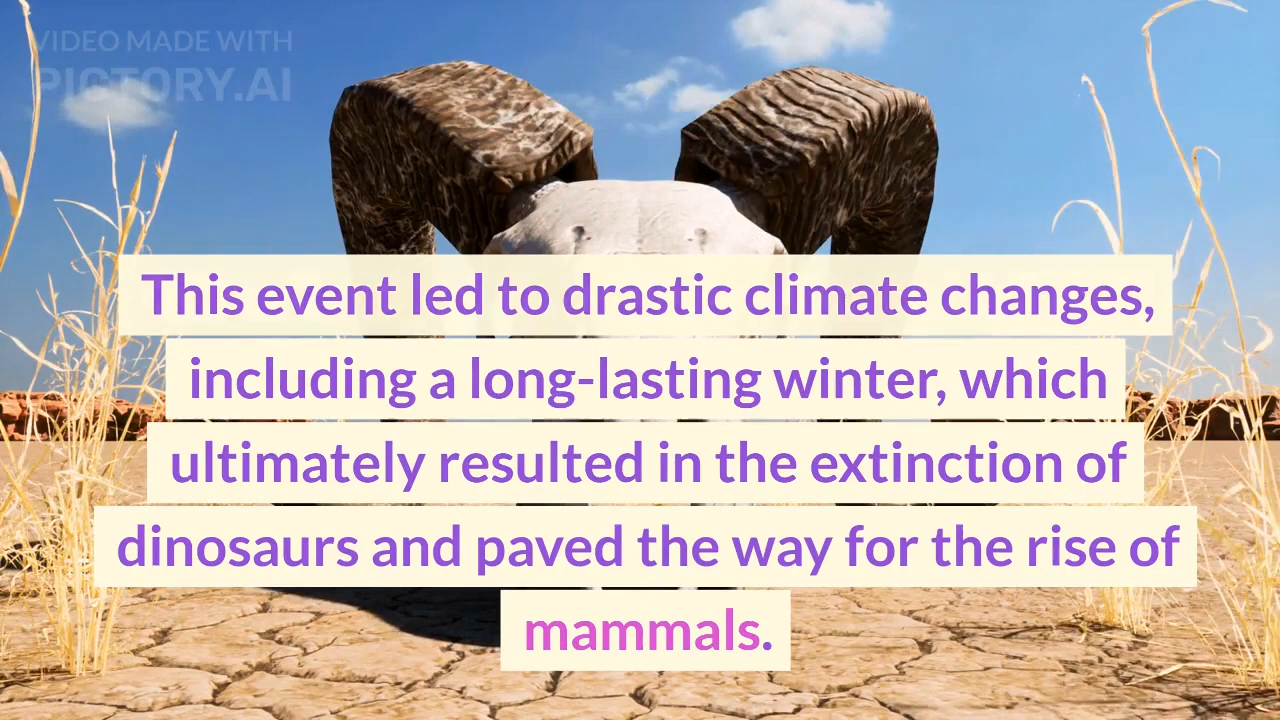 VIDEO MADE WITH
PICTORY.AI
This event led to drastic climate changes,
including a long-lasting winter, which
ultimately resulted in the extinction of
dinosaurs and paved the way for the rise of
mammals.